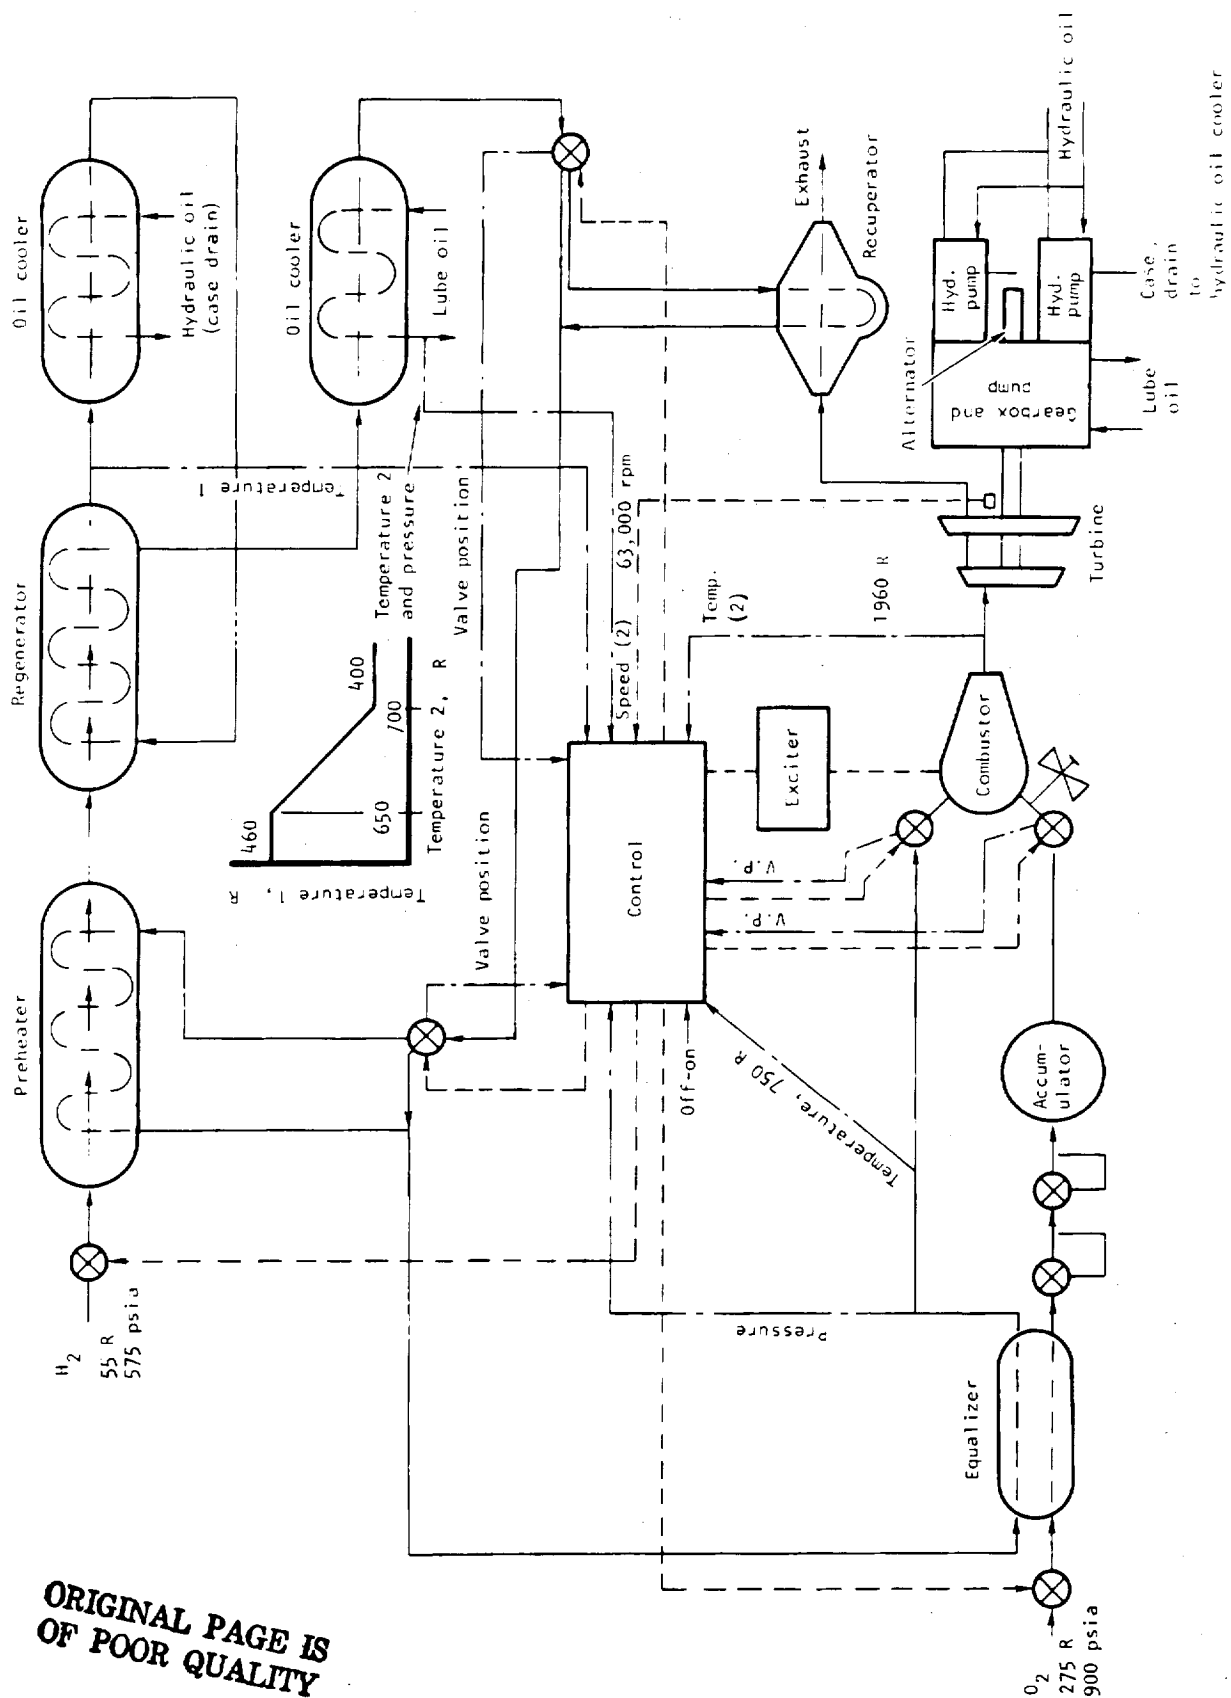 Preheater
Regenerator
Oil cooler
H2
55 R
575 psia
Hydraulic oil
(case drain)
Temperature 1
Oil cooler
Lube oil
Temperature 2
and pressure
Temperature 1, R
460
400
650
700
Temperature 2, R
Valve position
Valve position
Speed (2) 63,000 rpm
Temp.
(2)
1960 R
Control
Exciter
Off-on
V.P.
V.P.
Pressure
Temperature, 750 R
Exhaust
Recuperator
Combustor
Turbine
Alternator
Gearbox and
pump
Hyd.
pump
Hyd.
pump
Hydraulic oil
Lube
oil
Case
drain
to
hydraulic oil cooler
Equalizer
Accum-
ulator
O2
275 R
900 psia
ORIGINAL PAGE IS
OF POOR QUALITY